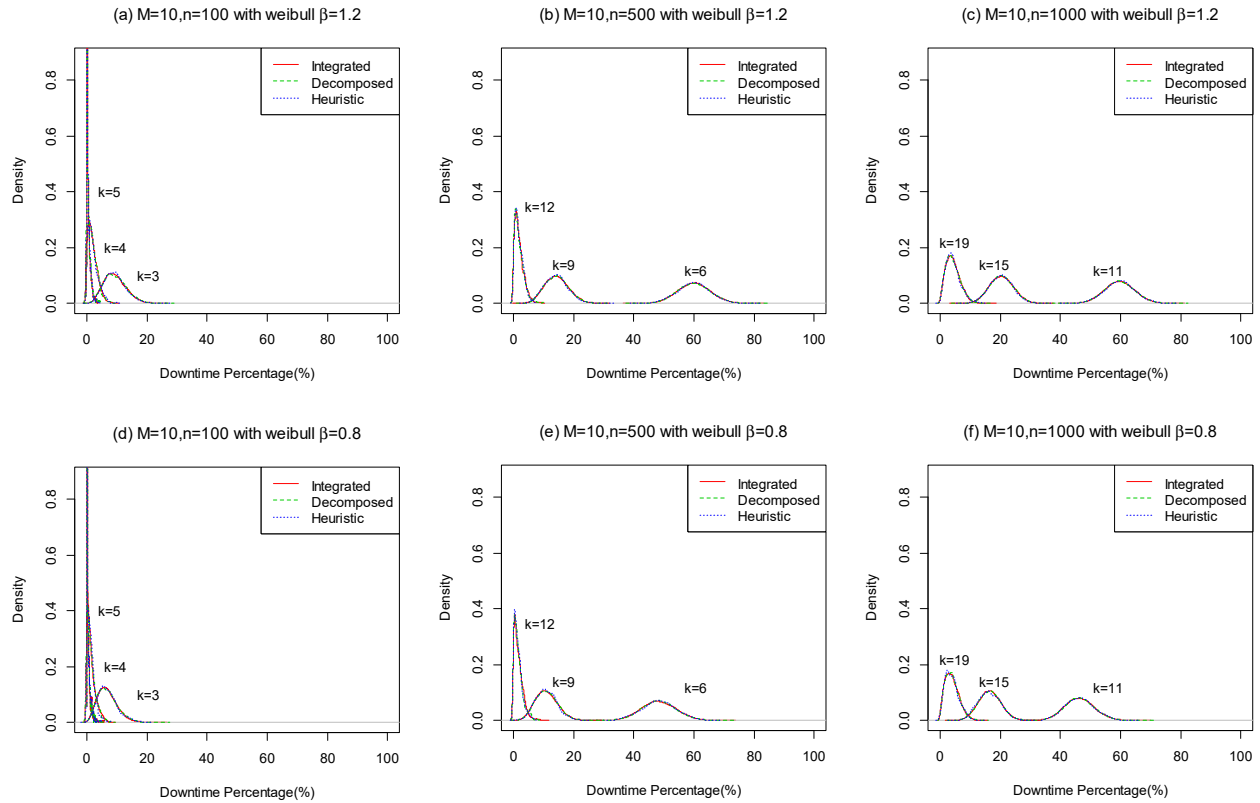 (a) M=10,n=100 with weibull β=1.2
Density
0.0 0.2 0.4 0.6 0.8
Integrated
Decomposed
Heuristic
k=5
k=4
k=3
0 20 40 60 80 100
Downtime Percentage(%)
(b) M=10,n=500 with weibull β=1.2
Density
0.0 0.2 0.4 0.6 0.8
Integrated
Decomposed
Heuristic
k=12
k=9
k=6
0 20 40 60 80 100
Downtime Percentage(%)
(c) M=10,n=1000 with weibull β=1.2
Density
0.0 0.2 0.4 0.6 0.8
Integrated
Decomposed
Heuristic
k=19
k=15
k=11
0 20 40 60 80 100
Downtime Percentage(%)
(d) M=10,n=100 with weibull β=0.8
Density
0.0 0.2 0.4 0.6 0.8
Integrated
Decomposed
Heuristic
k=5
k=4
k=3
0 20 40 60 80 100
Downtime Percentage(%)
(e) M=10,n=500 with weibull β=0.8
Density
0.0 0.2 0.4 0.6 0.8
Integrated
Decomposed
Heuristic
k=12
k=9
k=6
0 20 40 60 80 100
Downtime Percentage(%)
(f) M=10,n=1000 with weibull β=0.8
Density
0.0 0.2 0.4 0.6 0.8
Integrated
Decomposed
Heuristic
k=19
k=15
k=11
0 20 40 60 80 100
Downtime Percentage(%)